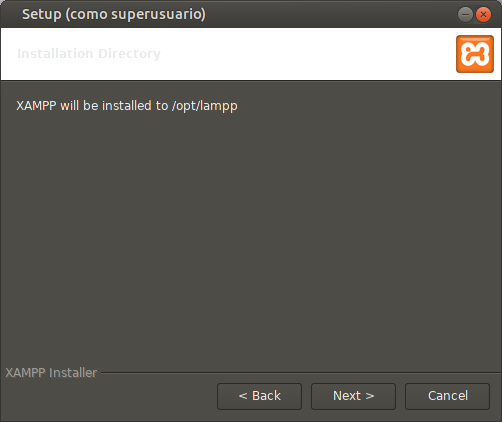 Setup (como superusuario)
Installation Directory
XAMPP will be installed to /opt/lampp
XAMPP Installer
< Back
Next >
Cancel